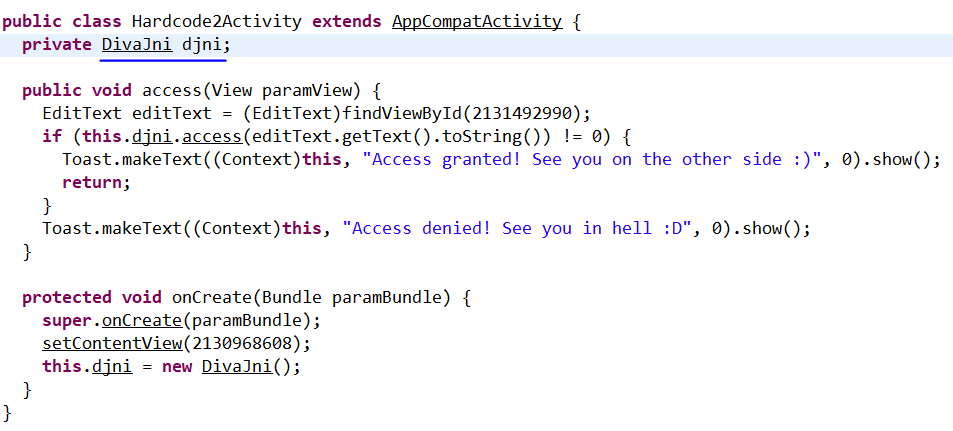 public class Hardcode2Activity extends AppCompatActivity {
  private DivaJni djni;

  public void access(View paramView) {
    EditText editText = (EditText)findViewById(2131492990);
    if (this.djni.access(editText.getText().toString()) != 0) {
      Toast.makeText((Context)this, "Access granted! See you on the other side :)", 0).show();
      return;
    }
    Toast.makeText((Context)this, "Access denied! See you in hell :D", 0).show();
  }

  protected void onCreate(Bundle paramBundle) {
    super.onCreate(paramBundle);
    setContentView(2130968608);
    this.djni = new DivaJni();
  }
}